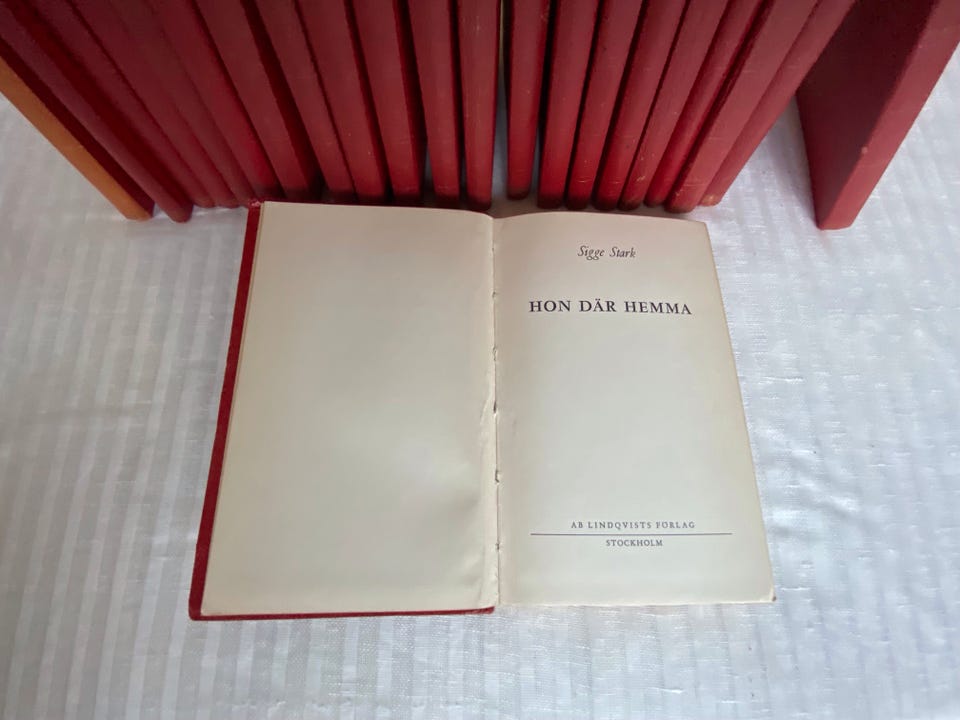 Sigge Stark
HON DÄR HEMMA
AB LINDQVISTS FÖRLAG
STOCKHOLM